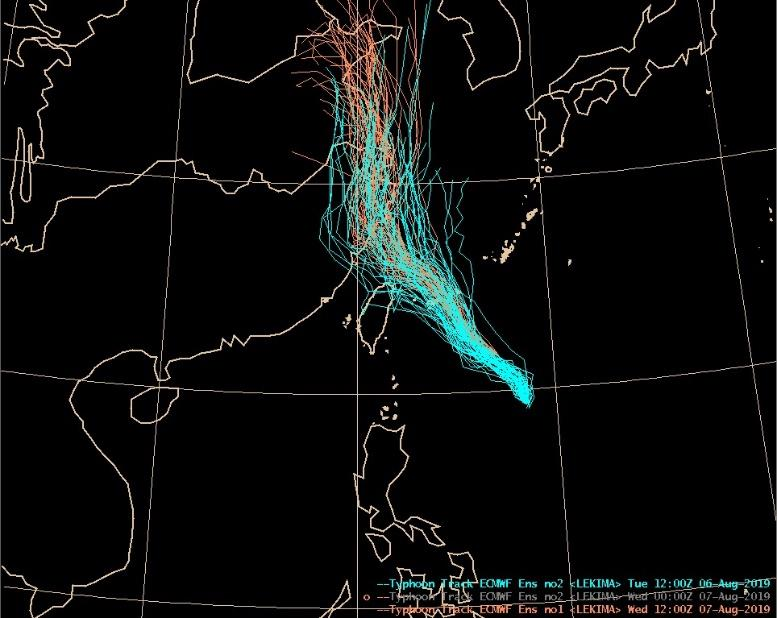 --Typhoon Track ECMWF Ens no2 <LEKIMA> Tue 12:00Z 06-Aug-2019
o --Typhoon Track ECMWF Ens no2 <LEKIMA> Wed 00:00Z 07-Aug-2019
--Typhoon Track ECMWF Ens no1 <LEKIMA> Wed 12:00Z 07-Aug-2019